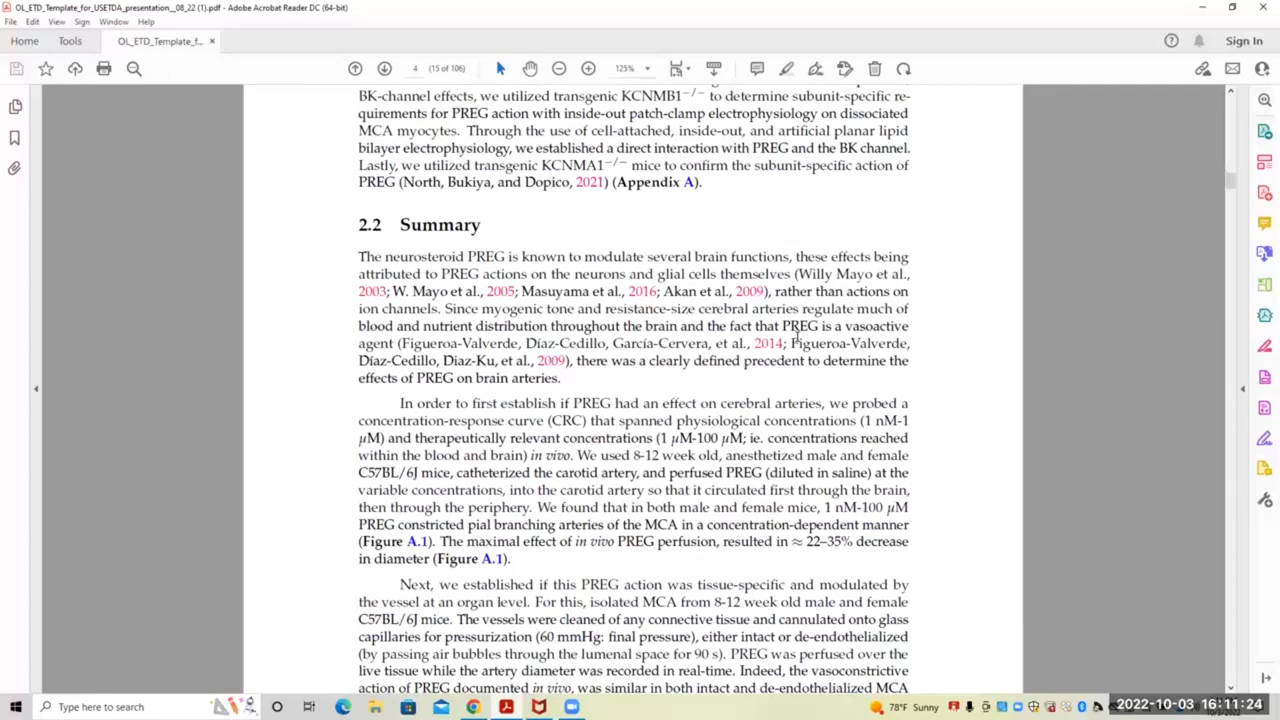 OL_ETD_Template_for_USETDA_presentation__08_22 (1).pdf - Adobe Acrobat Reader DC (64-bit)
File Edit View Sign Window Help
Home Tools OL_ETD_Template_f... × Sign In
4 (15 of 106) 125%
BK-channel effects, we utilized transgenic KCNMB1−/− to determine subunit-specific re-
quirements for PREG action with inside-out patch-clamp electrophysiology on dissociated
MCA myocytes. Through the use of cell-attached, inside-out, and artificial planar lipid
bilayer electrophysiology, we established a direct interaction with PREG and the BK channel.
Lastly, we utilized transgenic KCNMA1−/− mice to confirm the subunit-specific action of
PREG (North, Bukiya, and Dopico, 2021) (Appendix A).
2.2 Summary
The neurosteroid PREG is known to modulate several brain functions, these effects being
attributed to PREG actions on the neurons and glial cells themselves (Willy Mayo et al.,
2003; W. Mayo et al., 2005; Masuyama et al., 2016; Akan et al., 2009), rather than actions on
ion channels. Since myogenic tone and resistance-size cerebral arteries regulate much of
blood and nutrient distribution throughout the brain and the fact that PREG is a vasoactive
agent (Figueroa-Valverde, Díaz-Cedillo, García-Cervera, et al., 2014; Figueroa-Valverde,
Díaz-Cedillo, Diaz-Ku, et al., 2009), there was a clearly defined precedent to determine the
effects of PREG on brain arteries.
In order to first establish if PREG had an effect on cerebral arteries, we probed a
concentration-response curve (CRC) that spanned physiological concentrations (1 nM-1
µM) and therapeutically relevant concentrations (1 µM-100 µM; ie. concentrations reached
within the blood and brain) in vivo. We used 8-12 week old, anesthetized male and female
C57BL/6J mice, catheterized the carotid artery, and perfused PREG (diluted in saline) at the
variable concentrations, into the carotid artery so that it circulated first through the brain,
then through the periphery. We found that in both male and female mice, 1 nM-100 µM
PREG constricted pial branching arteries of the MCA in a concentration-dependent manner
(Figure A.1). The maximal effect of in vivo PREG perfusion, resulted in ≈ 22–35% decrease
in diameter (Figure A.1).
Next, we established if this PREG action was tissue-specific and modulated by
the vessel at an organ level. For this, isolated MCA from 8-12 week old male and female
C57BL/6J mice. The vessels were cleaned of any connective tissue and cannulated onto glass
capillaries for pressurization (60 mmHg: final pressure), either intact or de-endothelialized
(by passing air bubbles through the lumenal space for 90 s). PREG was perfused over the
live tissue while the artery diameter was recorded in real-time. Indeed, the vasoconstrictive
action of PREG documented in vivo, was similar in both intact and de-endothelialized MCA
Type here to search 78°F Sunny 2022-10-03 16:11:24